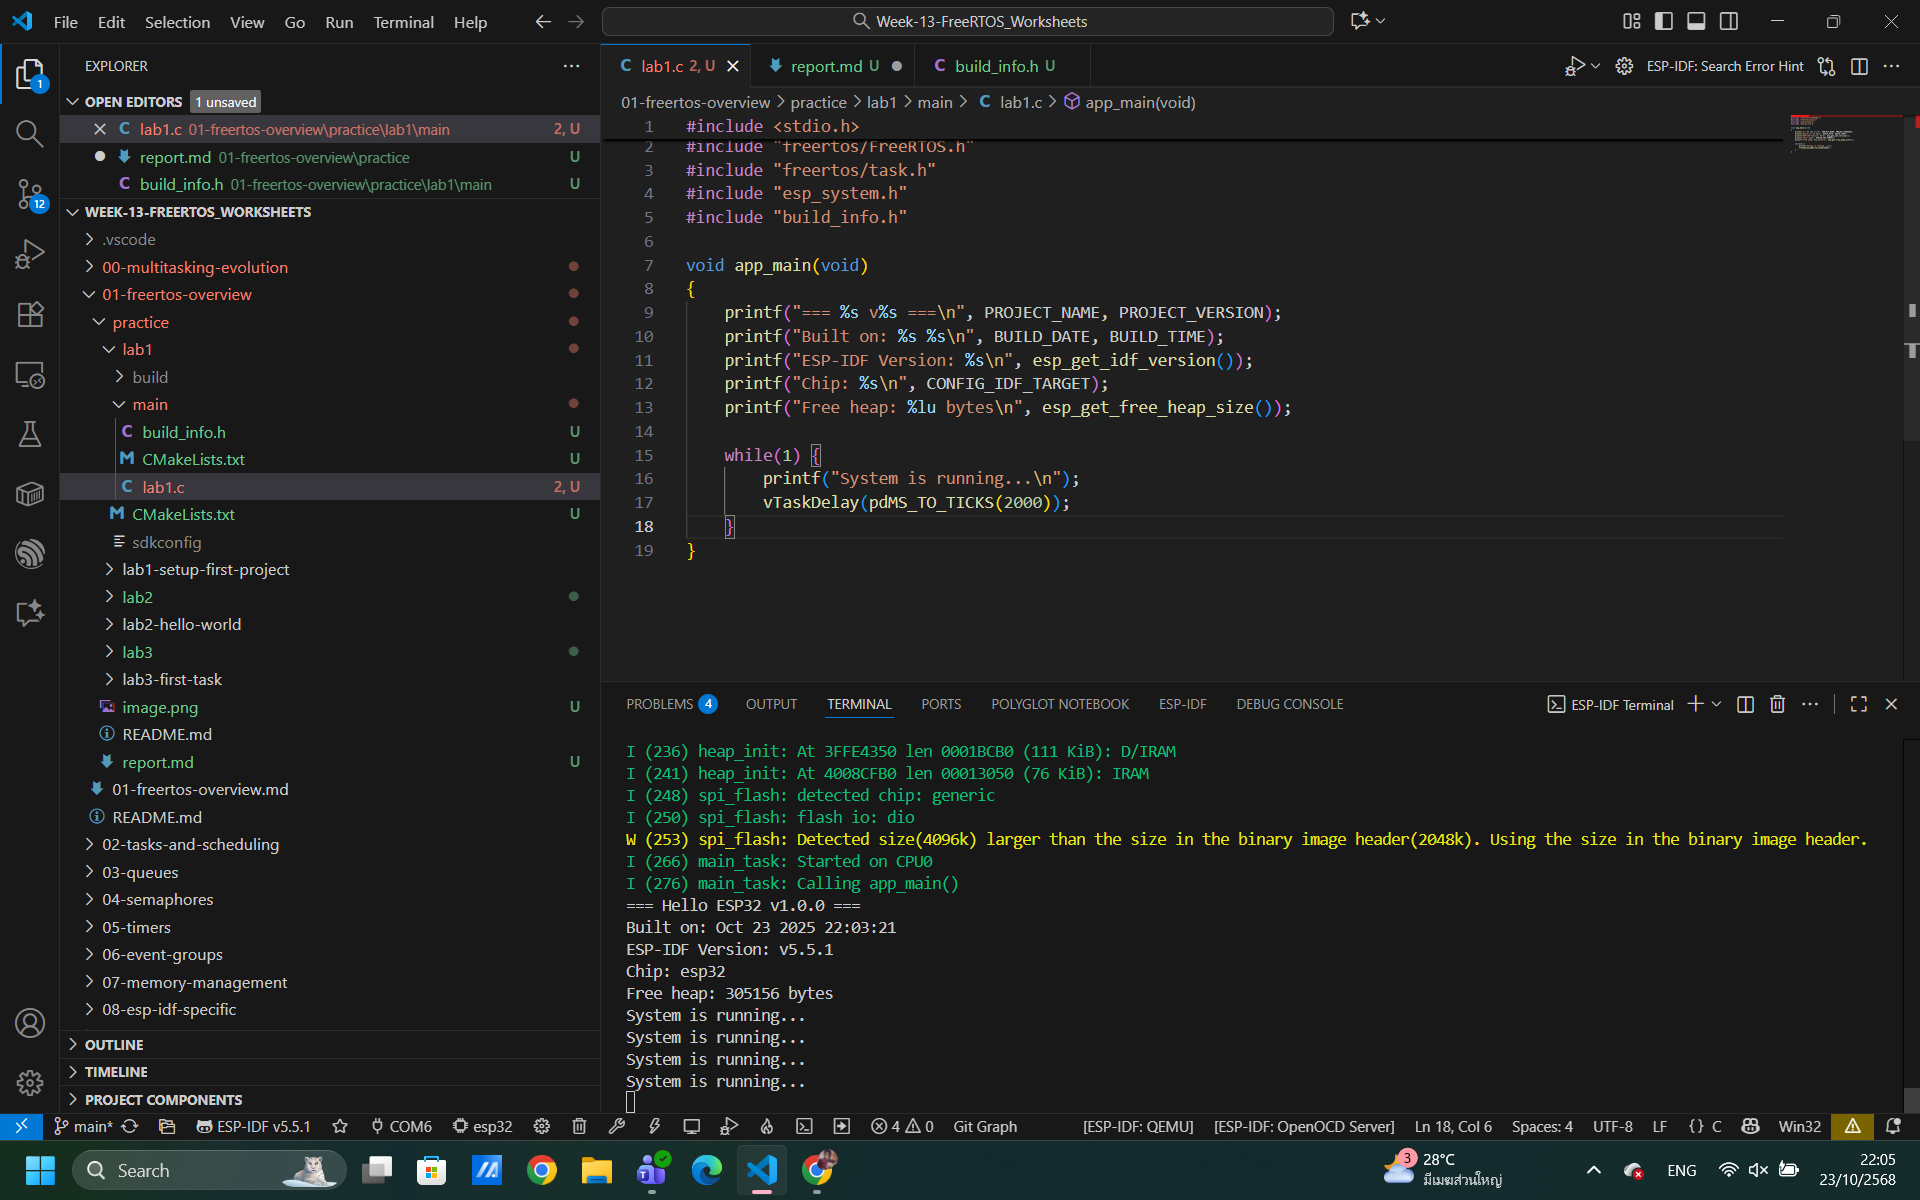 File Edit Selection View Go Run Terminal Help
Week-13-FreeRTOS_Worksheets
EXPLORER
OPEN EDITORS 1 unsaved
lab1.c 01-freertos-overview\practice\lab1\main 2, U
report.md 01-freertos-overview\practice U
build_info.h 01-freertos-overview\practice\lab1\main U
WEEK-13-FREERTOS_WORKSHEETS
.vscode
00-multitasking-evolution
01-freertos-overview
practice
lab1
build
main
build_info.h U
CMakeLists.txt U
lab1.c 2, U
CMakeLists.txt U
sdkconfig
lab1-setup-first-project
lab2
lab2-hello-world
lab3
lab3-first-task
image.png U
README.md
report.md U
01-freertos-overview.md
README.md
02-tasks-and-scheduling
03-queues
04-semaphores
05-timers
06-event-groups
07-memory-management
08-esp-idf-specific
OUTLINE
TIMELINE
PROJECT COMPONENTS
1
12
lab1.c 2, U
report.md U
build_info.h U
ESP-IDF: Search Error Hint
01-freertos-overview > practice > lab1 > main > C lab1.c > app_main(void)
1 #include <stdio.h>
2 #include "freertos/FreeRTOS.h"
3 #include "freertos/task.h"
4 #include "esp_system.h"
5 #include "build_info.h"
6
7 void app_main(void)
8 {
9 printf("=== %s v%s ===\n", PROJECT_NAME, PROJECT_VERSION);
10 printf("Built on: %s %s\n", BUILD_DATE, BUILD_TIME);
11 printf("ESP-IDF Version: %s\n", esp_get_idf_version());
12 printf("Chip: %s\n", CONFIG_IDF_TARGET);
13 printf("Free heap: %lu bytes\n", esp_get_free_heap_size());
14
15 while(1) {
16 printf("System is running...\n");
17 vTaskDelay(pdMS_TO_TICKS(2000));
18 }
19 }
PROBLEMS 4 OUTPUT TERMINAL PORTS POLYGLOT NOTEBOOK ESP-IDF DEBUG CONSOLE
ESP-IDF Terminal
I (236) heap_init: At 3FFE4350 len 0001BCB0 (111 KiB): D/IRAM
I (241) heap_init: At 4008CFB0 len 00013050 (76 KiB): IRAM
I (248) spi_flash: detected chip: generic
I (250) spi_flash: flash io: dio
W (253) spi_flash: Detected size(4096k) larger than the size in the binary image header(2048k). Using the size in the binary image header.
I (266) main_task: Started on CPU0
I (276) main_task: Calling app_main()
=== Hello ESP32 v1.0.0 ===
Built on: Oct 23 2025 22:03:21
ESP-IDF Version: v5.5.1
Chip: esp32
Free heap: 305156 bytes
System is running...
System is running...
System is running...
System is running...
main* ESP-IDF v5.5.1 COM6 esp32 4 0 Git Graph [ESP-IDF: QEMU] [ESP-IDF: OpenOCD Server] Ln 18, Col 6 Spaces: 4 UTF-8 LF {} C Win32
Search
3
28°C
มีเมฆส่วนใหญ่
ENG
22:05
23/10/2568